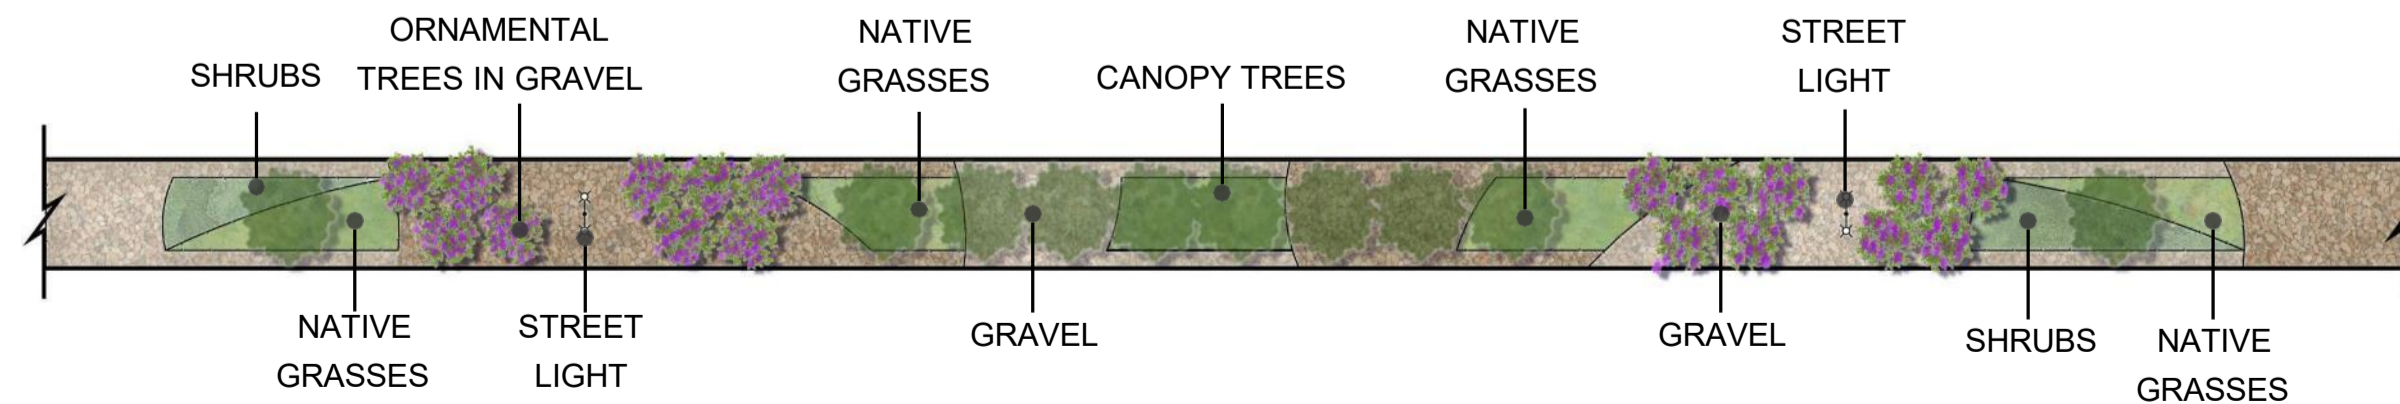 SHRUBS
ORNAMENTAL
TREES IN GRAVEL
NATIVE
GRASSES
CANOPY TREES
NATIVE
GRASSES
STREET
LIGHT
NATIVE
GRASSES
STREET
LIGHT
GRAVEL
GRAVEL
SHRUBS
NATIVE
GRASSES